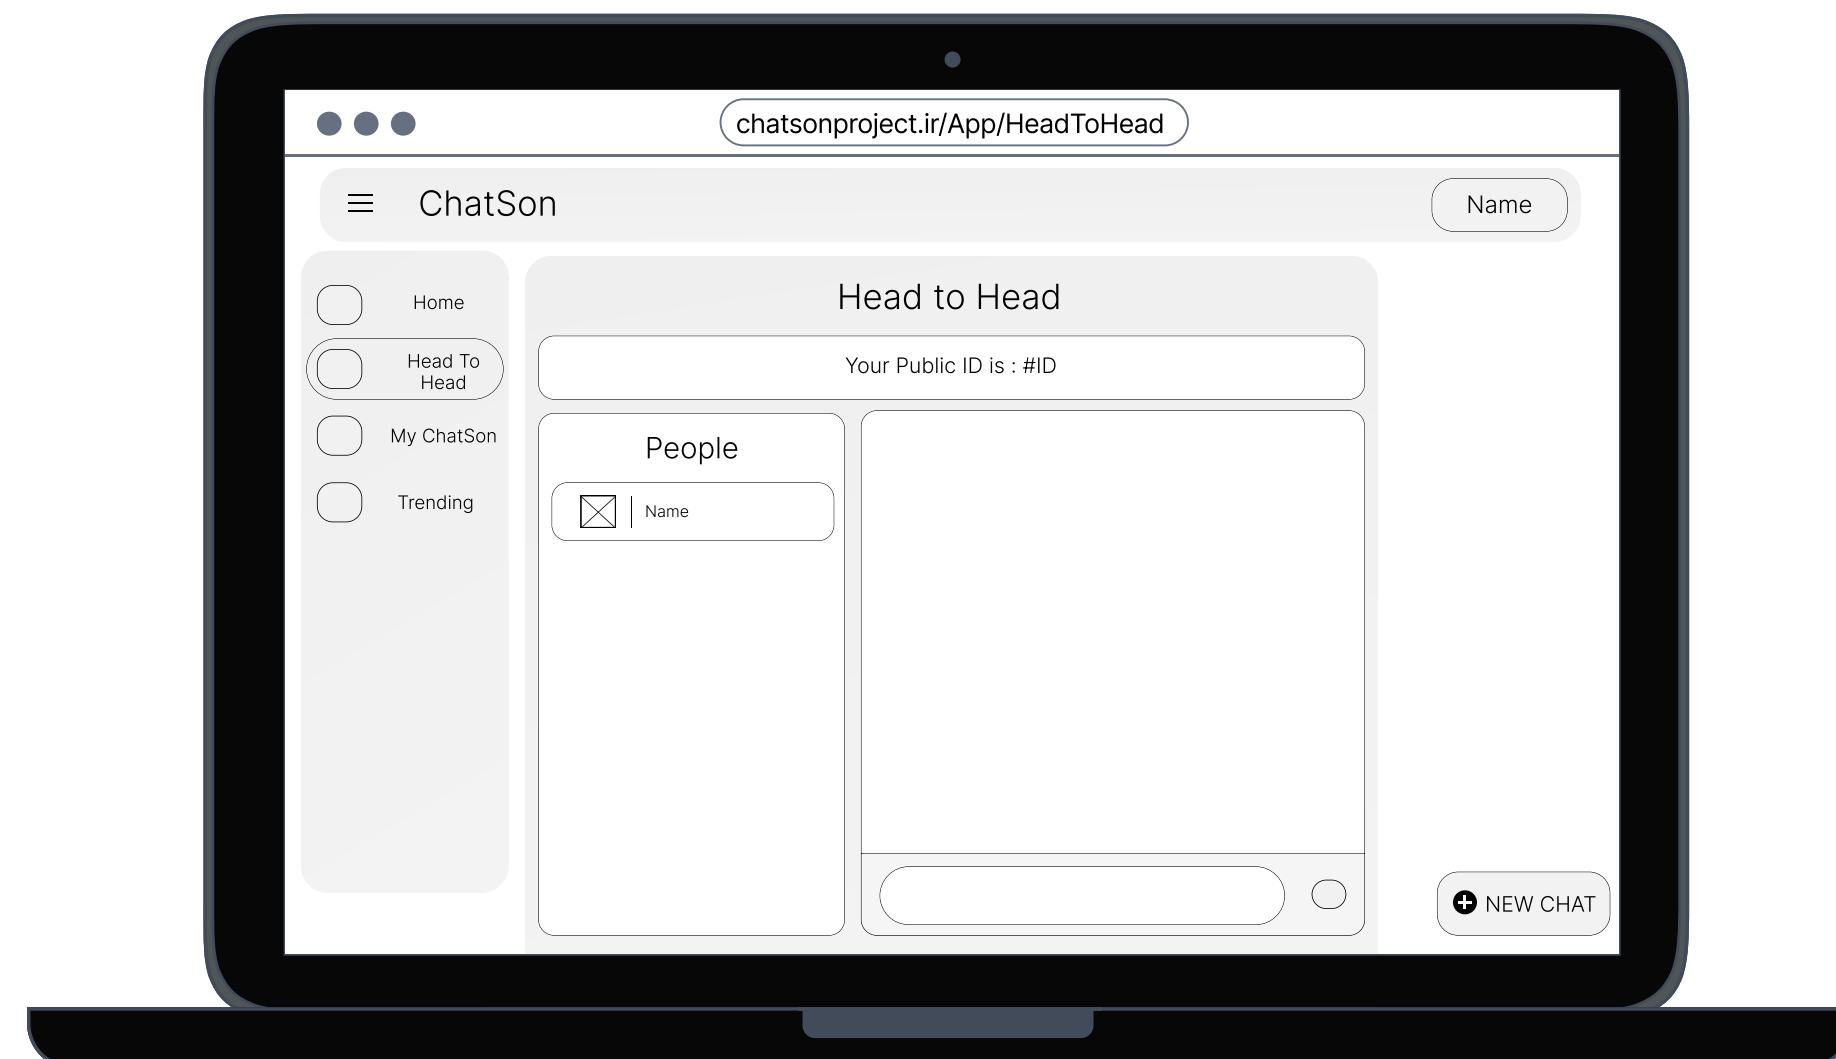 chatsonproject.ir/App/HeadToHead
ChatSon
Name
Home
Head To
Head
My ChatSon
Trending
Head to Head
Your Public ID is : #ID
People
Name
NEW CHAT